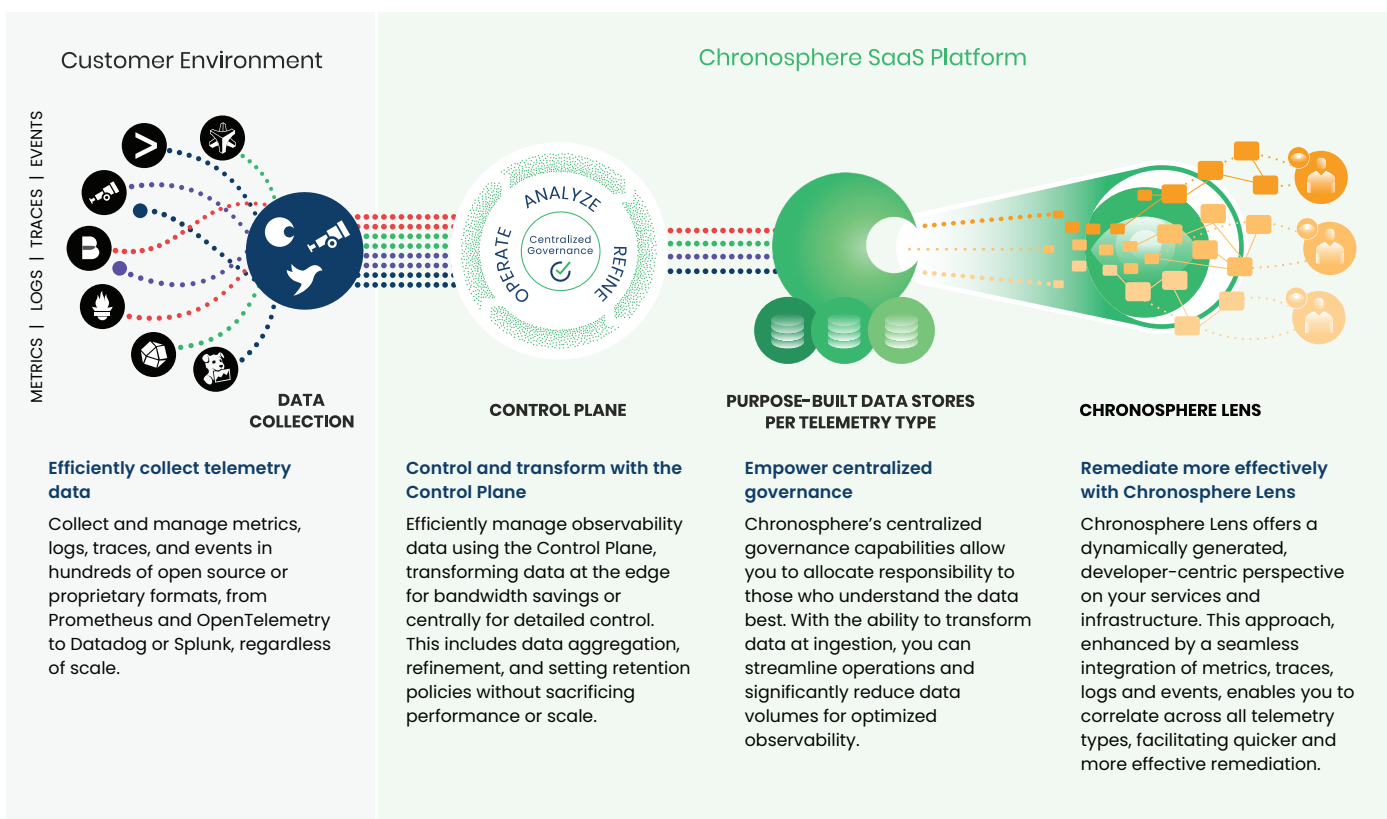 Customer Environment
Chronosphere SaaS Platform
METRICS | LOGS | TRACES | EVENTS
ANALYZE
REFINE
OPERATE
Centralized
Governance
DATA
COLLECTION
CONTROL PLANE
PURPOSE-BUILT DATA STORES
PER TELEMETRY TYPE
CHRONOSPHERE LENS
Efficiently collect telemetry
data
Collect and manage metrics,
logs, traces, and events in
hundreds of open source or
proprietary formats, from
Prometheus and OpenTelemetry
to Datadog or Splunk, regardless
of scale.
Control and transform with the
Control Plane
Efficiently manage observability
data using the Control Plane,
transforming data at the edge
for bandwidth savings or
centrally for detailed control.
This includes data aggregation,
refinement, and setting retention
policies without sacrificing
performance or scale.
Empower centralized
governance
Chronosphere’s centralized
governance capabilities allow
you to allocate responsibility to
those who understand the data
best. With the ability to transform
data at ingestion, you can
streamline operations and
significantly reduce data
volumes for optimized
observability.
Remediate more effectively
with Chronosphere Lens
Chronosphere Lens offers a
dynamically generated,
developer-centric perspective
on your services and
infrastructure. This approach,
enhanced by a seamless
integration of metrics, traces,
logs and events, enables you to
correlate across all telemetry
types, facilitating quicker and
more effective remediation.